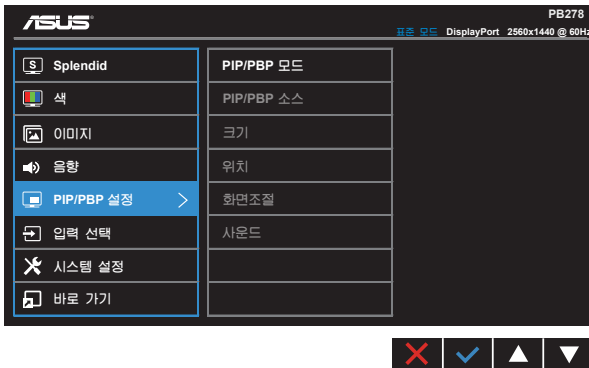 ASUS
PB278
표준 모드 DisplayPort 2560x1440 @ 60Hz
S Splendid
색
이미지
음향
PIP/PBP 설정
입력 선택
시스템 설정
바로 가기
PIP/PBP 모드
PIP/PBP 소스
크기
위치
화면조절
사운드